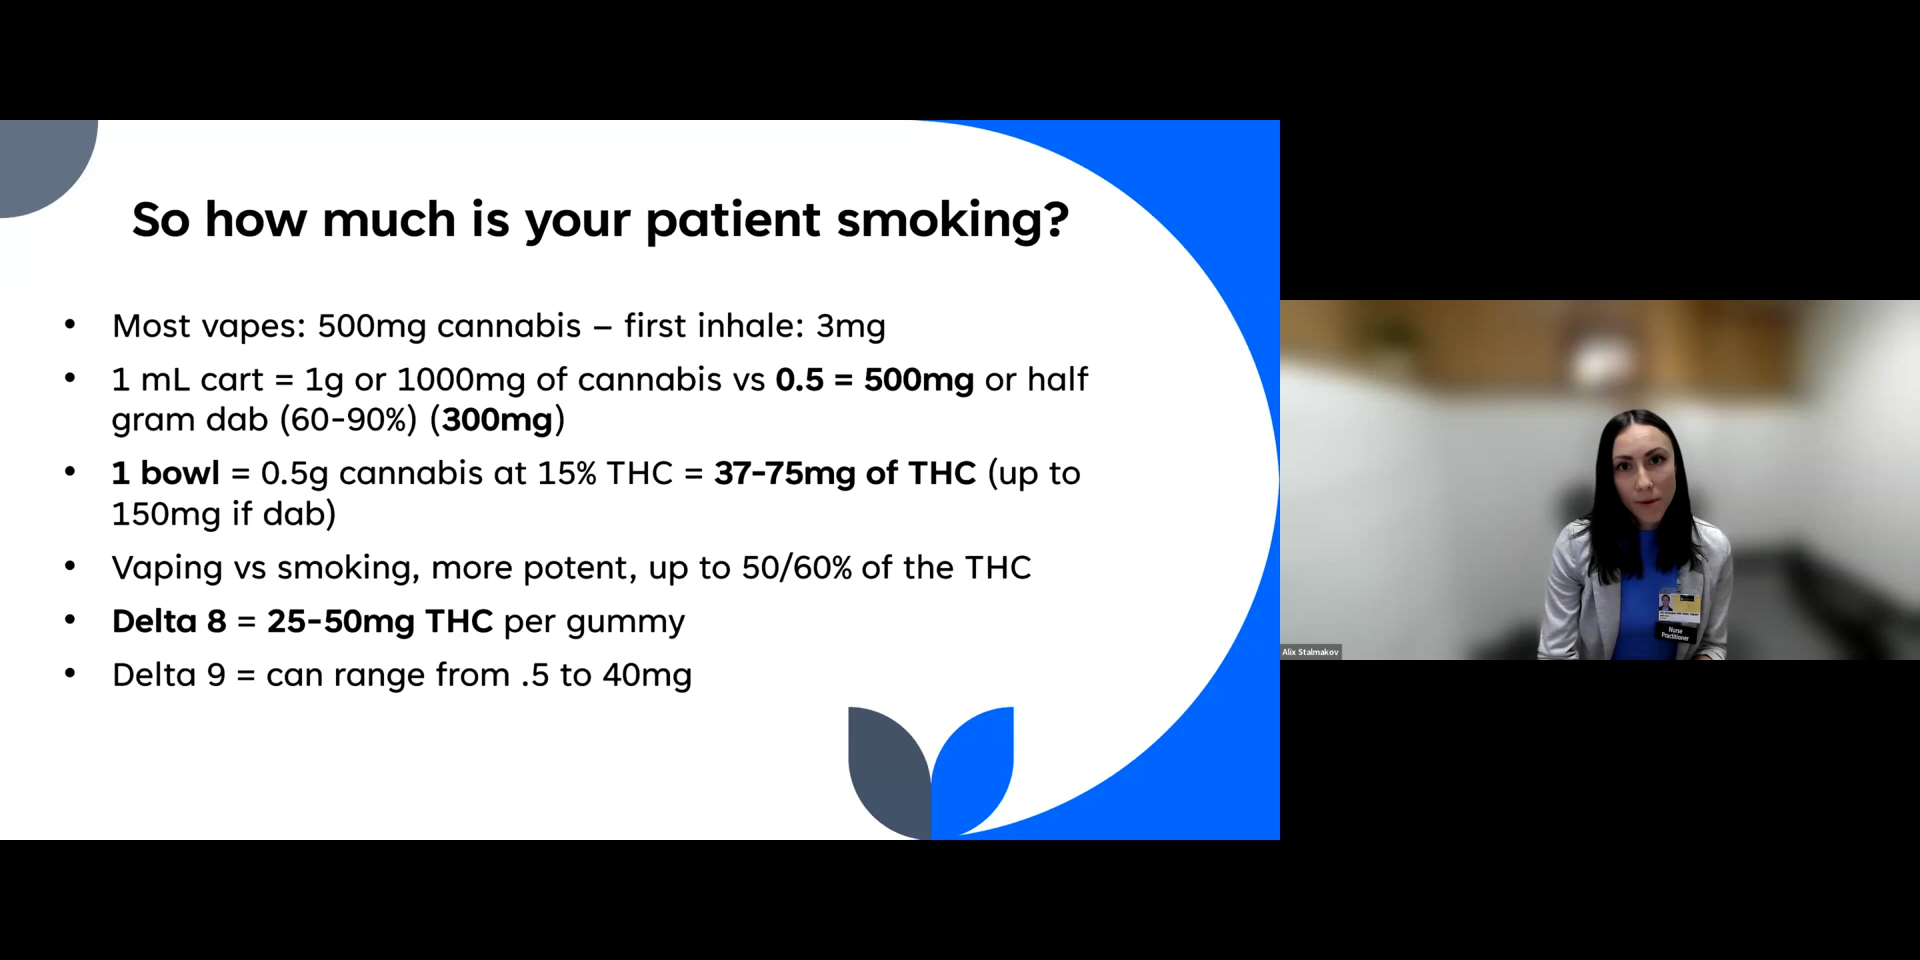 So how much is your patient smoking?
• Most vapes: 500mg cannabis – first inhale: 3mg
• 1 mL cart = 1g or 1000mg of cannabis vs 0.5 = 500mg or half
gram dab (60-90%) (300mg)
• 1 bowl = 0.5g cannabis at 15% THC = 37-75mg of THC (up to
150mg if dab)
• Vaping vs smoking, more potent, up to 50/60% of the THC
• Delta 8 = 25-50mg THC per gummy
• Delta 9 = can range from .5 to 40mg
Nurse
Practitioner
Alix Stalmakov